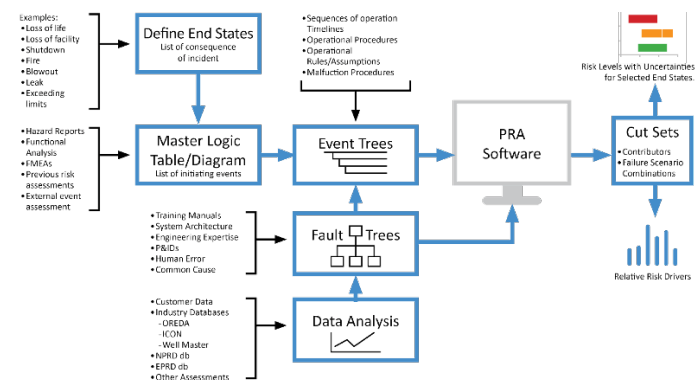 Examples:
•Loss of life
•Loss of facility
•Shutdown
•Fire
•Blowout
•Leak
•Exceeding
limits
Define End States
List of consequence
of incident
•Sequences of operation
Timelines
•Operational Procedures
•Operational
Rules/Assumptions
•Malfuction Procedures
Risk Levels with Uncertainties
for Selected End States.
•Hazard Reports
•Functional
Analysis
•FMEAs
•Previous risk
assessments
•External event
assessment
Master Logic
Table/Diagram
List of initiating events
Event Trees
PRA
Software
Cut Sets
•Contributors
•Failure Scenario
Combinations
•Training Manuals
•System Architecture
•Engineering Expertise
•P&IDs
•Human Error
•Common Cause
Fault Trees
Relative Risk Drivers
•Customer Data
•Industry Databases
-OREDA
-ICON
-Well Master
•NPRD db
•EPRD db
•Other Assessments
Data Analysis